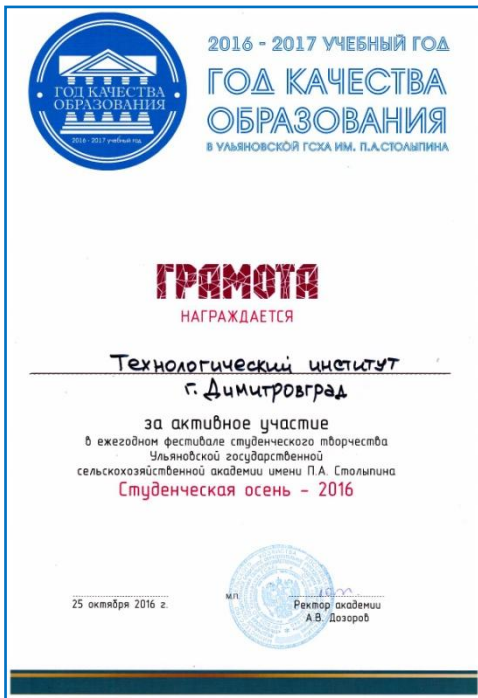 ГОД КАЧЕСТВА
ОБРАЗОВАНИЯ
2016 - 2017 учебный год
2016 - 2017 УЧЕБНЫЙ ГОД
ГОД КАЧЕСТВА
ОБРАЗОВАНИЯ
В УЛЬЯНОВСКОЙ ГСХА ИМ. П.А.СТОЛЫПИНА
ГРАМОТА
НАГРАЖДАЕТСЯ
Технологический институт
г. Димитровград
за активное участие
в ежегодном фестивале студенческого творчества
Ульяновской государственной
сельскохозяйственной академии имени П.А. Столыпина
Студенческая осень - 2016
25 октября 2016 г.
М.П.
Ректор академии
А.В. Дозоров